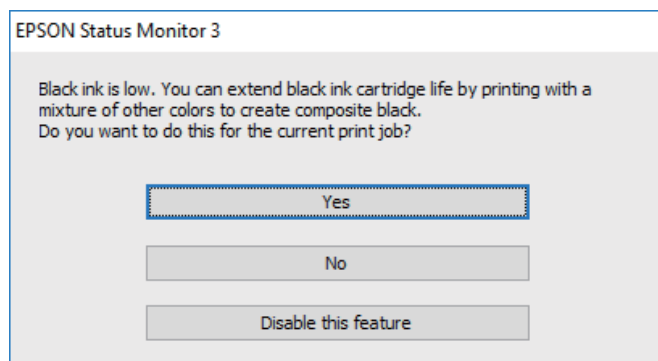 EPSON Status Monitor 3
Black ink is low. You can extend black ink cartridge life by printing with a
mixture of other colors to create composite black.
Do you want to do this for the current print job?
Yes
No
Disable this feature